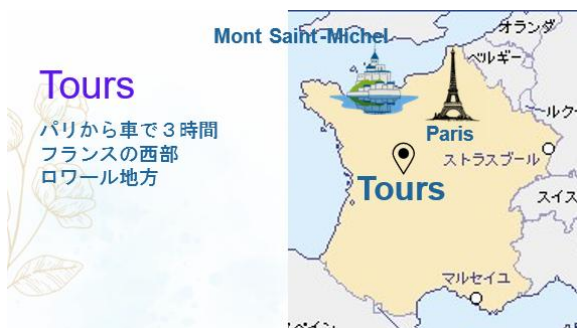 Mont Saint-Michel
Tours
パリから車で３時間
フランスの西部
ロワール地方
オランダ
ベルギー
Paris
ストラスブール
Tours
スイス
マルセイユ